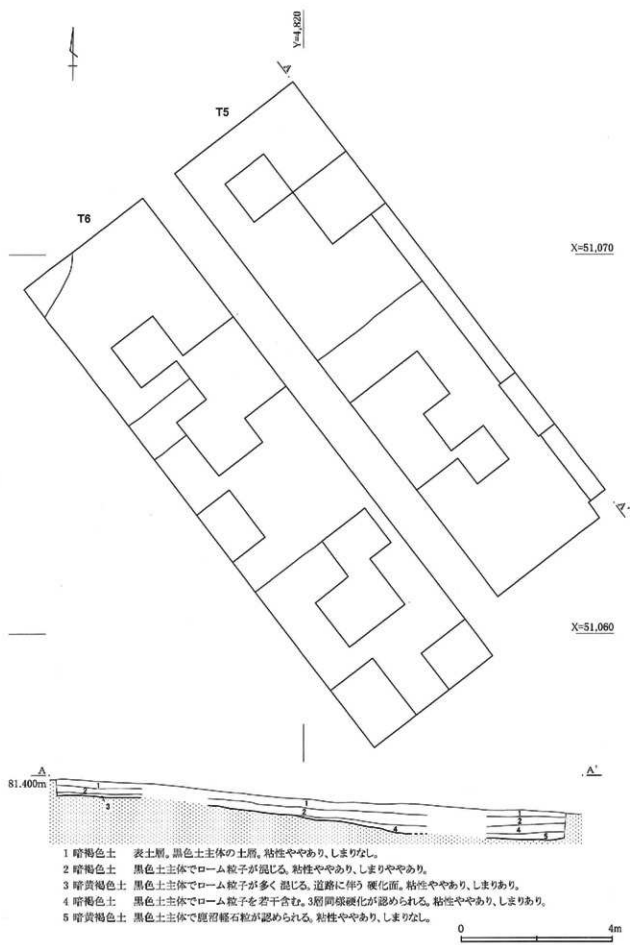 Y=4,820
A
T5
T6
X=51,070
A'
X=51,060
A
A'
81.400m
1
2
3
1
2
4
1
2
4
5
1 暗褐色土 表土層。黒色土主体の土層。粘性ややあり、しまりなし。
2 暗褐色土 黒色土主体でローム粒子が混じる。粘性ややあり、しまりややあり。
3 暗黄褐色土 黒色土主体でローム粒子が多く混じる。道路に伴う硬化面。粘性ややあり、しまりあり。
4 暗褐色土 黒色土主体でローム粒子を若干含む。3層同様硬化が認められる。粘性ややあり、しまりあり。
5 暗黄褐色土 黒色土主体で鹿沼軽石粒が認められる。粘性ややあり、しまりなし。
0 4m